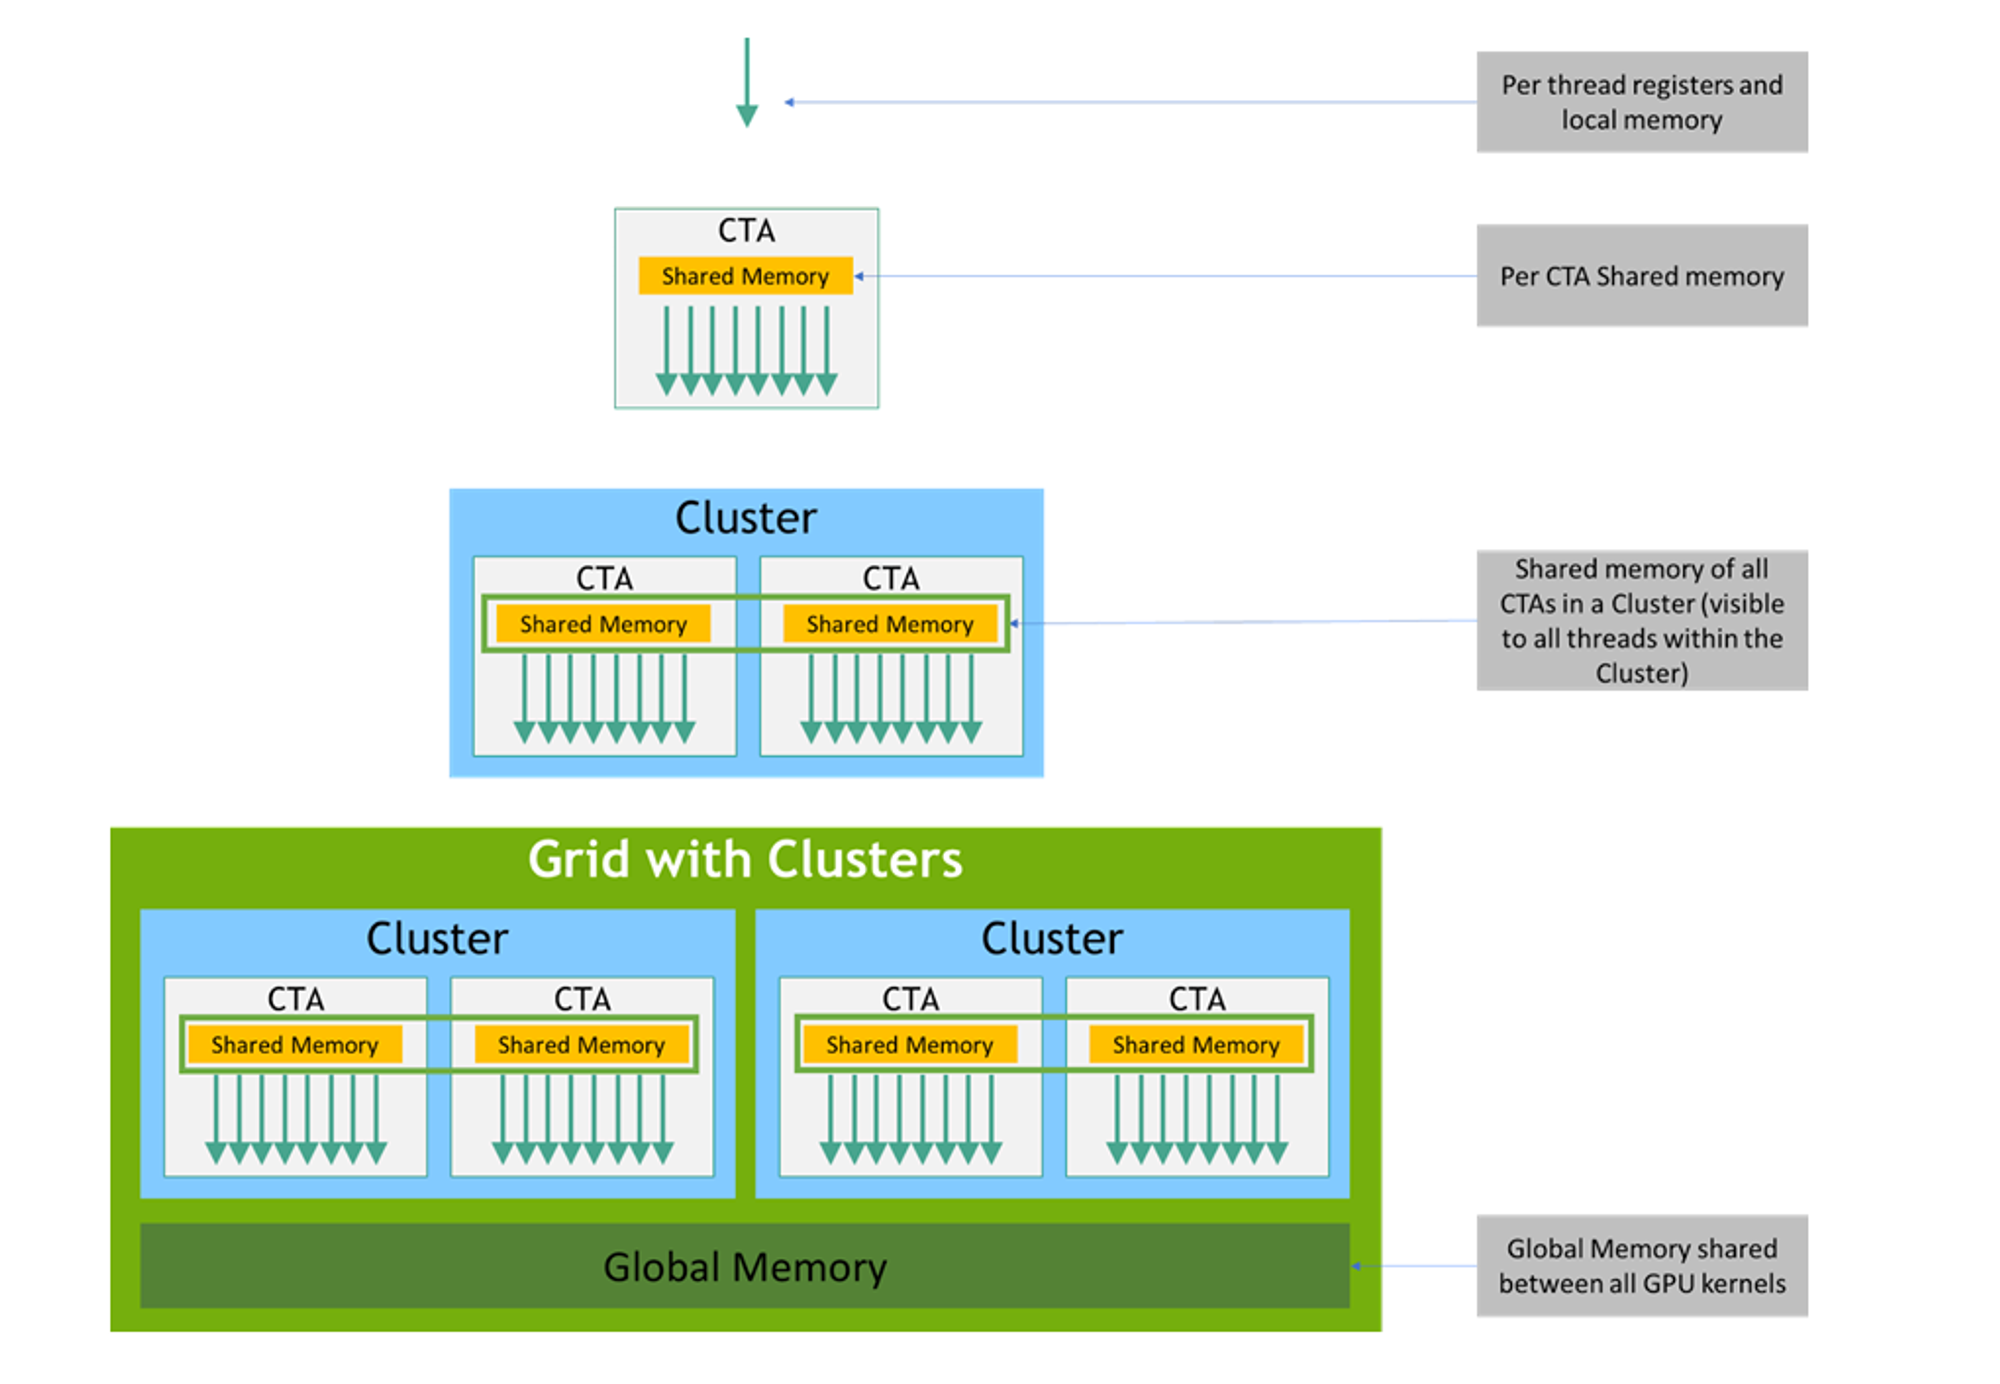 Per thread registers and
local memory
CTA
Shared Memory
Per CTA Shared memory
Cluster
CTA
CTA
Shared Memory
Shared Memory
Shared memory of all
CTAs in a Cluster (visible
to all threads within the
Cluster)
Grid with Clusters
Cluster
Cluster
CTA
CTA
CTA
CTA
Shared Memory
Shared Memory
Shared Memory
Shared Memory
Global Memory
Global Memory shared
between all GPU kernels